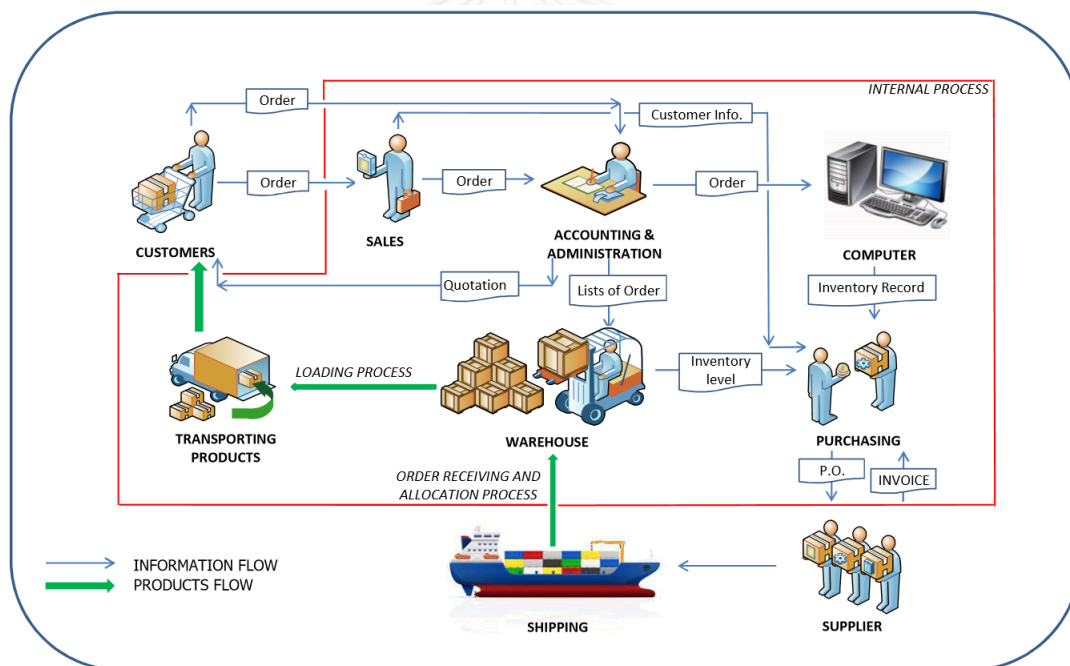 INTERNAL PROCESS
Order
Customer Info.
Order
Order
Order
CUSTOMERS
SALES
ACCOUNTING &
ADMINISTRATION
COMPUTER
Quotation
Lists of Order
Inventory Record
LOADING PROCESS
Inventory
level
TRANSPORTING
PRODUCTS
WAREHOUSE
PURCHASING
ORDER RECEIVING AND
ALLOCATION PROCESS
P.O.
INVOICE
INFORMATION FLOW
PRODUCTS FLOW
SHIPPING
SUPPLIER